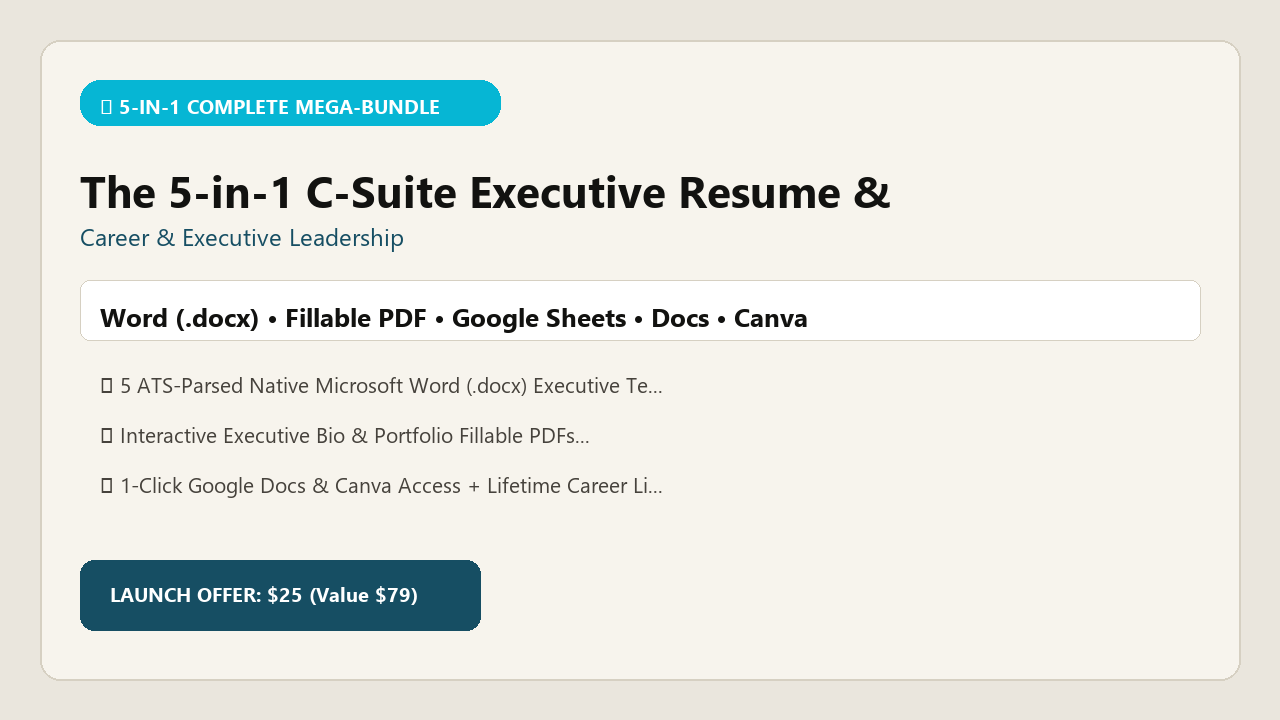 ▯ 5-IN-1 COMPLETE MEGA-BUNDLE
The 5-in-1 C-Suite Executive Resume &
Career & Executive Leadership
Word (.docx) • Fillable PDF • Google Sheets • Docs • Canva
▯ 5 ATS-Parsed Native Microsoft Word (.docx) Executive Te...
▯ Interactive Executive Bio & Portfolio Fillable PDFs...
▯ 1-Click Google Docs & Canva Access + Lifetime Career Li...
LAUNCH OFFER: $25 (Value $79)